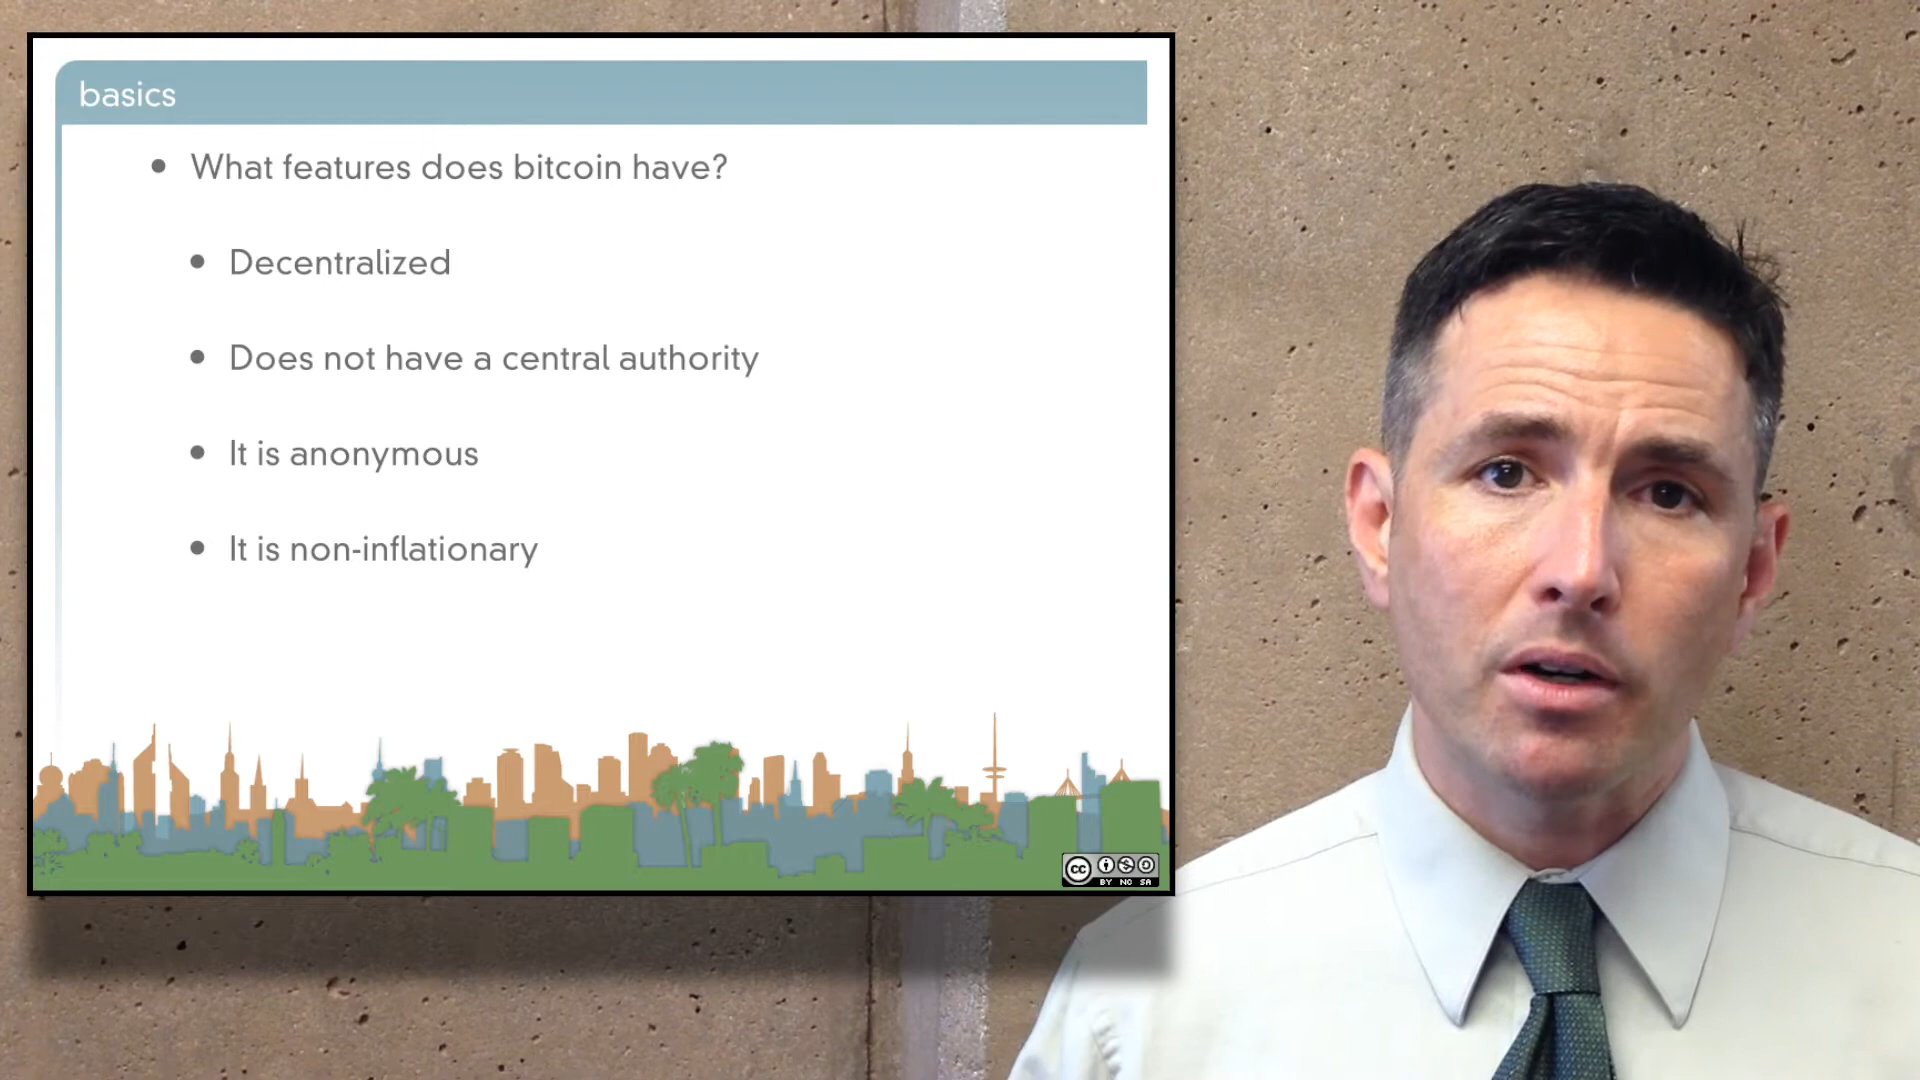 basics
What features does bitcoin have?
Decentralized
Does not have a central authority
It is anonymous
It is non-inflationary
cc
BY NC SA